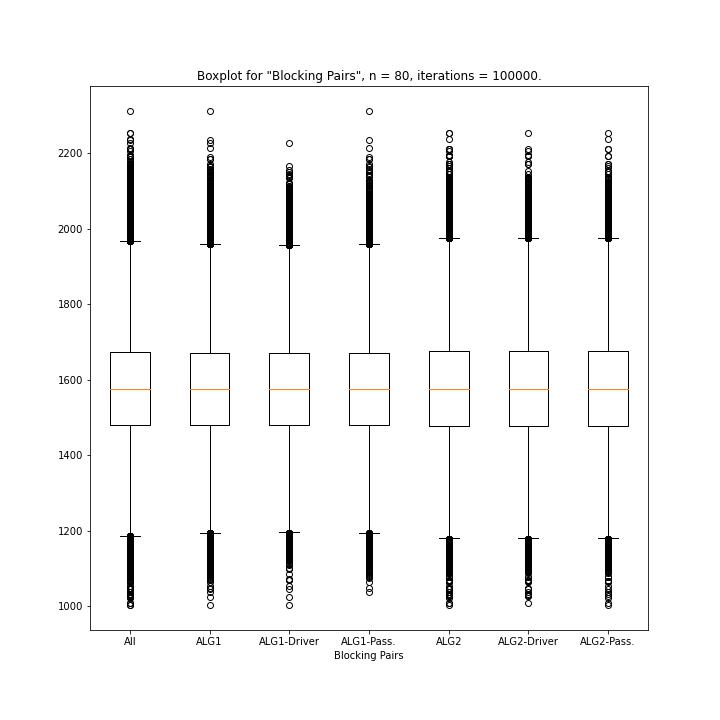 Boxplot for "Blocking Pairs", n = 80, iterations = 100000.
2200
2000
1800
1600
1400
1200
1000
All ALG1 ALG1-Driver ALG1-Pass. ALG2 ALG2-Driver ALG2-Pass.
Blocking Pairs